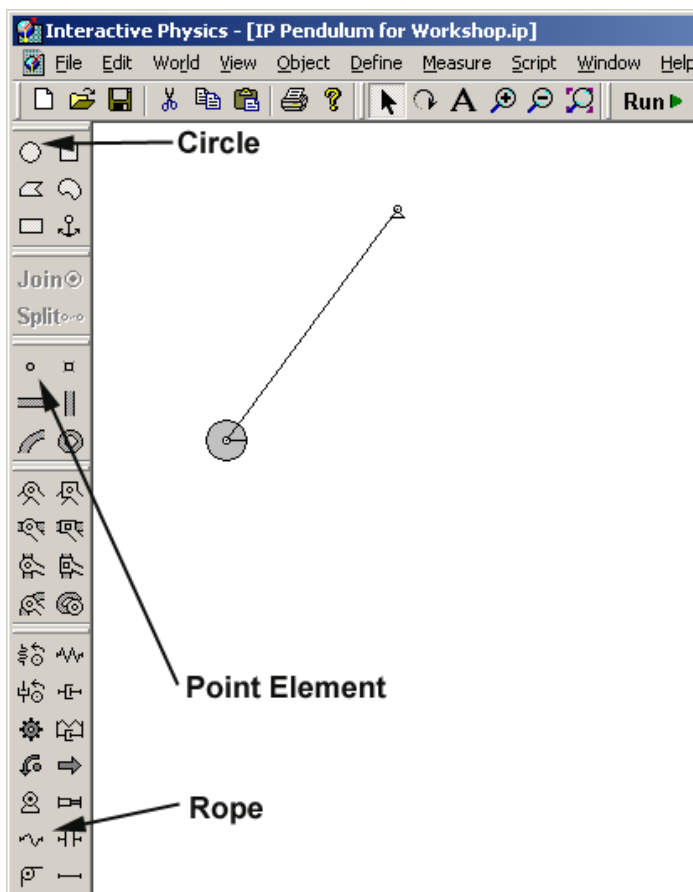 Interactive Physics - [IP Pendulum for Workshop.ip]
File Edit World View Object Define Measure Script Window Help
A Run
Circle
Join
Split
Point Element
Rope